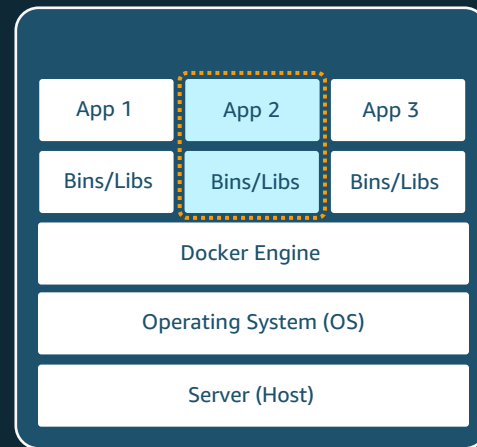 App 1 App 2 App 3
Bins/Libs Bins/Libs Bins/Libs
Docker Engine
Operating System (OS)
Server (Host)